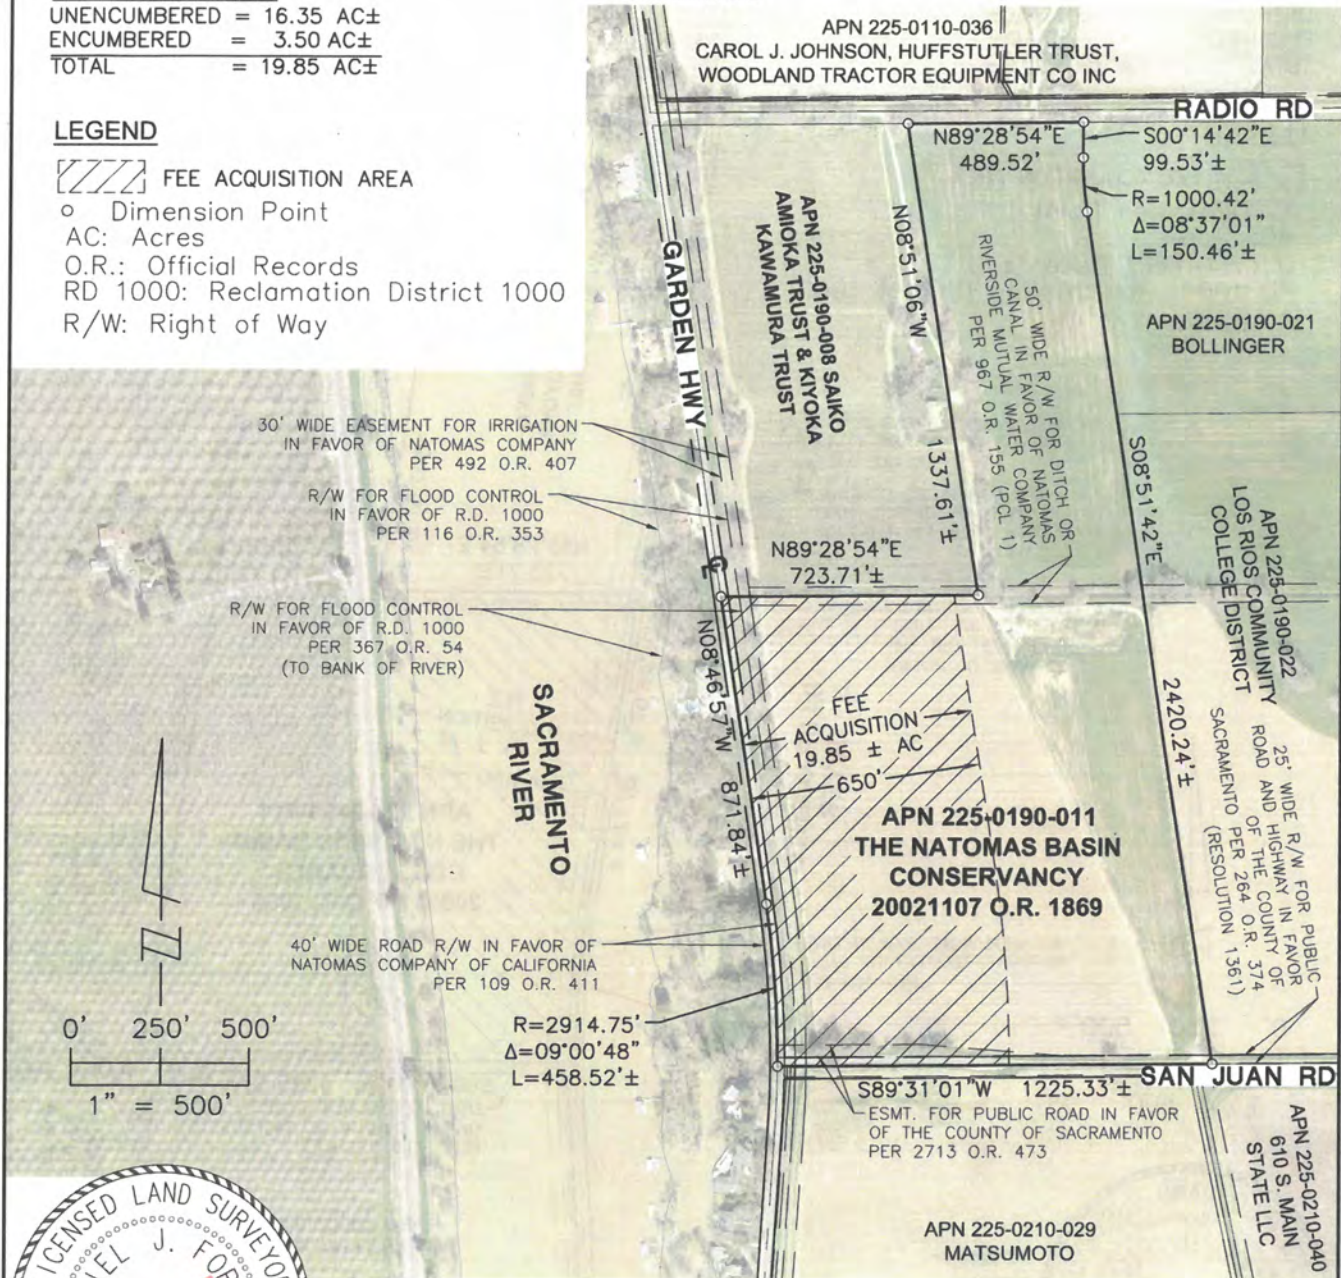 UNENCUMBERED = 16.35 AC±
ENCUMBERED = 3.50 AC±
TOTAL = 19.85 AC±
LEGEND
FEE ACQUISITION AREA
Dimension Point
AC: Acres
O.R.: Official Records
RD 1000: Reclamation District 1000
R/W: Right of Way
APN 225-0110-036
CAROL J. JOHNSON, HUFFSTUTLER TRUST,
WOODLAND TRACTOR EQUIPMENT CO INC
RADIO RD
N89°28'54"E
489.52'
S00°14'42"E
99.53'±
R=1000.42'
Δ=08°37'01"
L=150.46'±
APN 225-0190-021
BOLLINGER
GARDEN HWY
APN 225-0190-008 SAIKO
AMIOKA TRUST & KIYOKA
KAWAMURA TRUST
N08°51'06"W
1337.61'±
50' WIDE R/W FOR DITCH OR
CANAL IN FAVOR OF NATOMAS
RIVERSIDE MUTUAL WATER COMPANY
PER 967 O.R. 155 (PCL 1)
S08°51'42"E
2420.24'±
APN 225-0190-022
LOS RIOS COMMUNITY
COLLEGE DISTRICT
30' WIDE EASEMENT FOR IRRIGATION
IN FAVOR OF NATOMAS COMPANY
PER 492 O.R. 407
R/W FOR FLOOD CONTROL
IN FAVOR OF R.D. 1000
PER 116 O.R. 353
CL
N89°28'54"E
723.71'±
R/W FOR FLOOD CONTROL
IN FAVOR OF R.D. 1000
PER 367 O.R. 54
(TO BANK OF RIVER)
SACRAMENTO
RIVER
N08°46'57"W
871.84'±
FEE
ACQUISITION
19.85 ± AC
650'
APN 225-0190-011
THE NATOMAS BASIN
CONSERVANCY
20021107 O.R. 1869
25' WIDE R/W FOR PUBLIC
ROAD AND HIGHWAY IN FAVOR
OF THE COUNTY OF
SACRAMENTO PER 264 O.R. 374
(RESOLUTION 1361)
N
40' WIDE ROAD R/W IN FAVOR OF
NATOMAS COMPANY OF CALIFORNIA
PER 109 O.R. 411
R=2914.75'
Δ=09°00'48"
L=458.52'±
0' 250' 500'
1" = 500'
S89°31'01"W 1225.33'±
SAN JUAN RD
ESMT. FOR PUBLIC ROAD IN FAVOR
OF THE COUNTY OF SACRAMENTO
PER 2713 O.R. 473
APN 225-0210-040
610 S. MAIN
STATE LLC
APN 225-0210-029
MATSUMOTO
LAND
J.